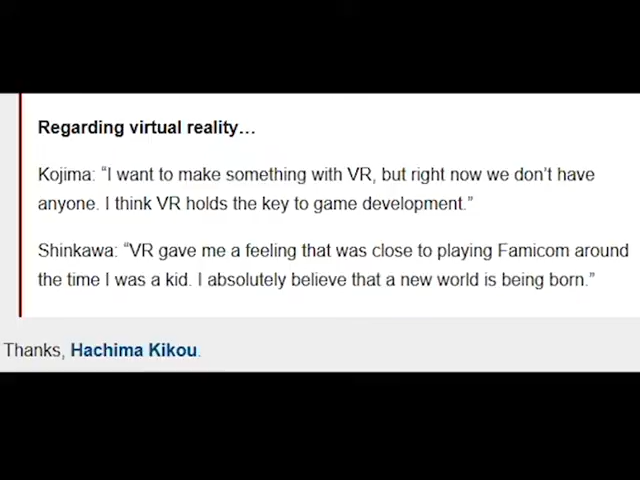 Regarding virtual reality…
Kojima: “I want to make something with VR, but right now we don’t have
anyone. I think VR holds the key to game development.”
Shinkawa: “VR gave me a feeling that was close to playing Famicom around
the time I was a kid. I absolutely believe that a new world is being born.”
Thanks, Hachima Kikou.